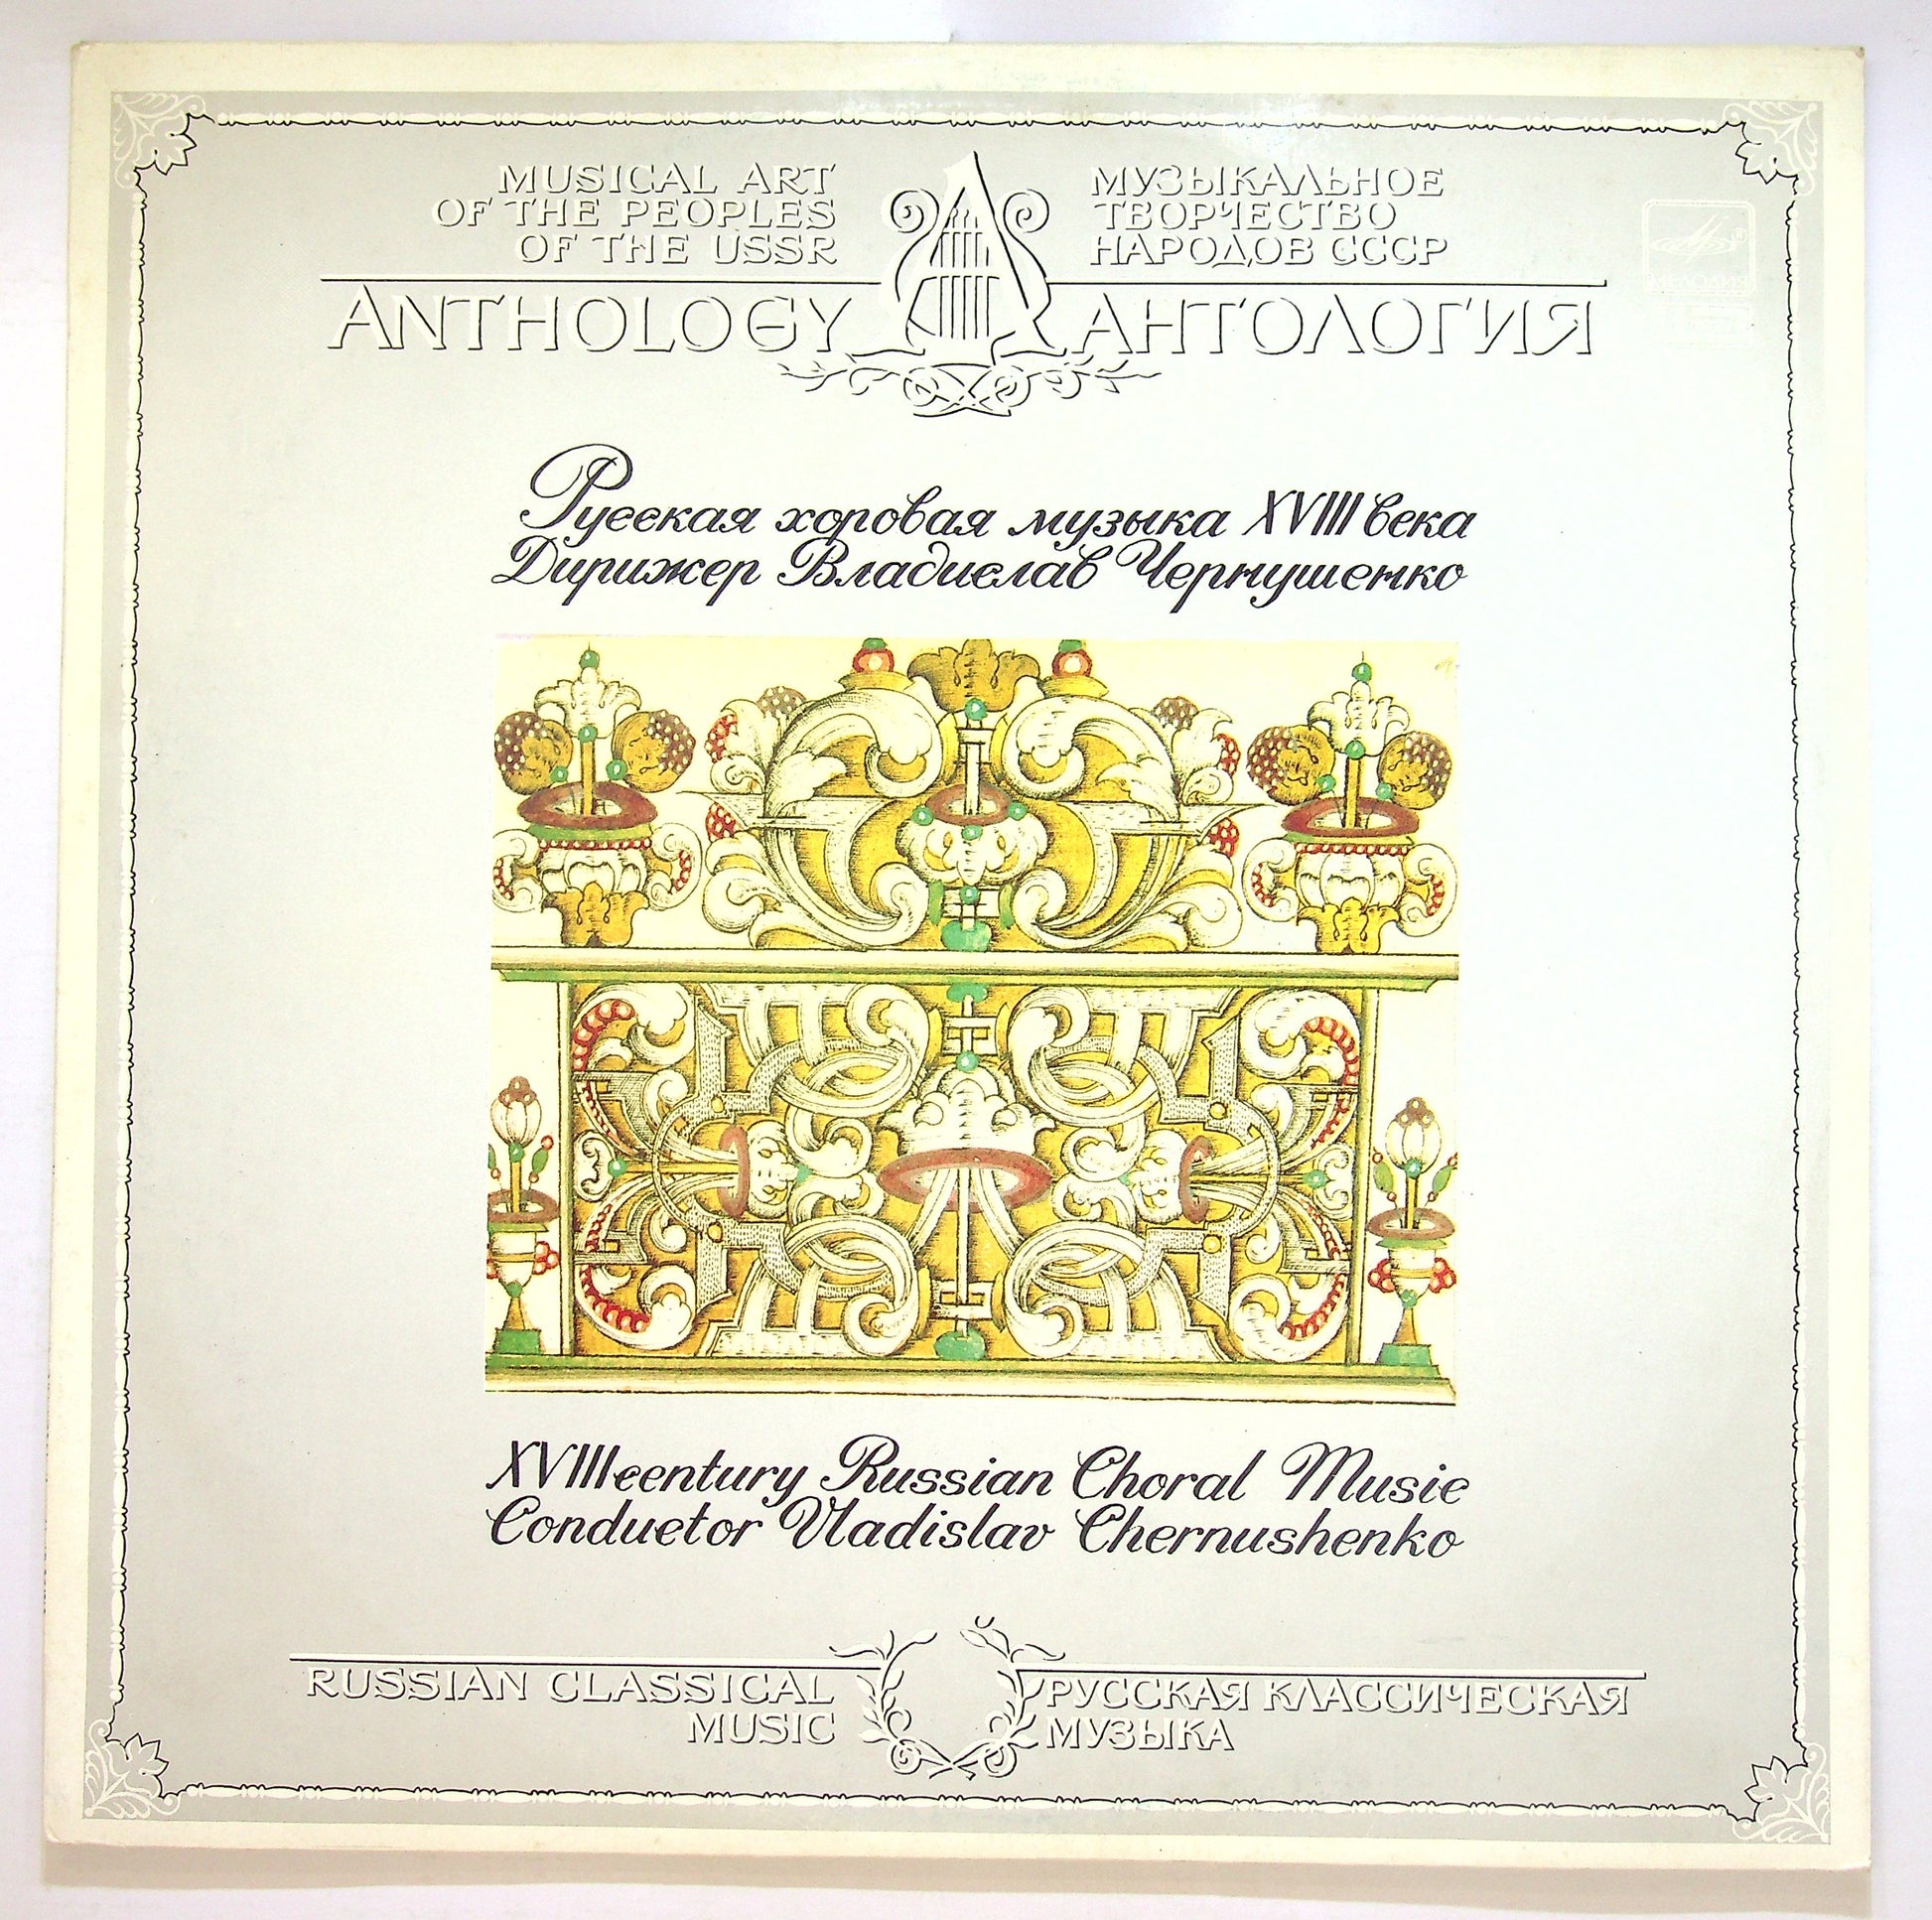 MUSICAL ART
OF THE PEOPLES
OF THE USSR
ANTHOLOGY
МУЗЫКАЛЬНОЕ
ТВОРЧЕСТВО
НАРОДОВ СССР
АНТОЛОГИЯ
МЕЛОДИЯ
Русская хоровая музыка XVIII века
Дирижер Владислав Чернушенко
XVIII century Russian Choral Music
Conductor Vladislav Chernushenko
RUSSIAN CLASSICAL
MUSIC
РУССКАЯ КЛАССИЧЕСКАЯ
МУЗЫКА